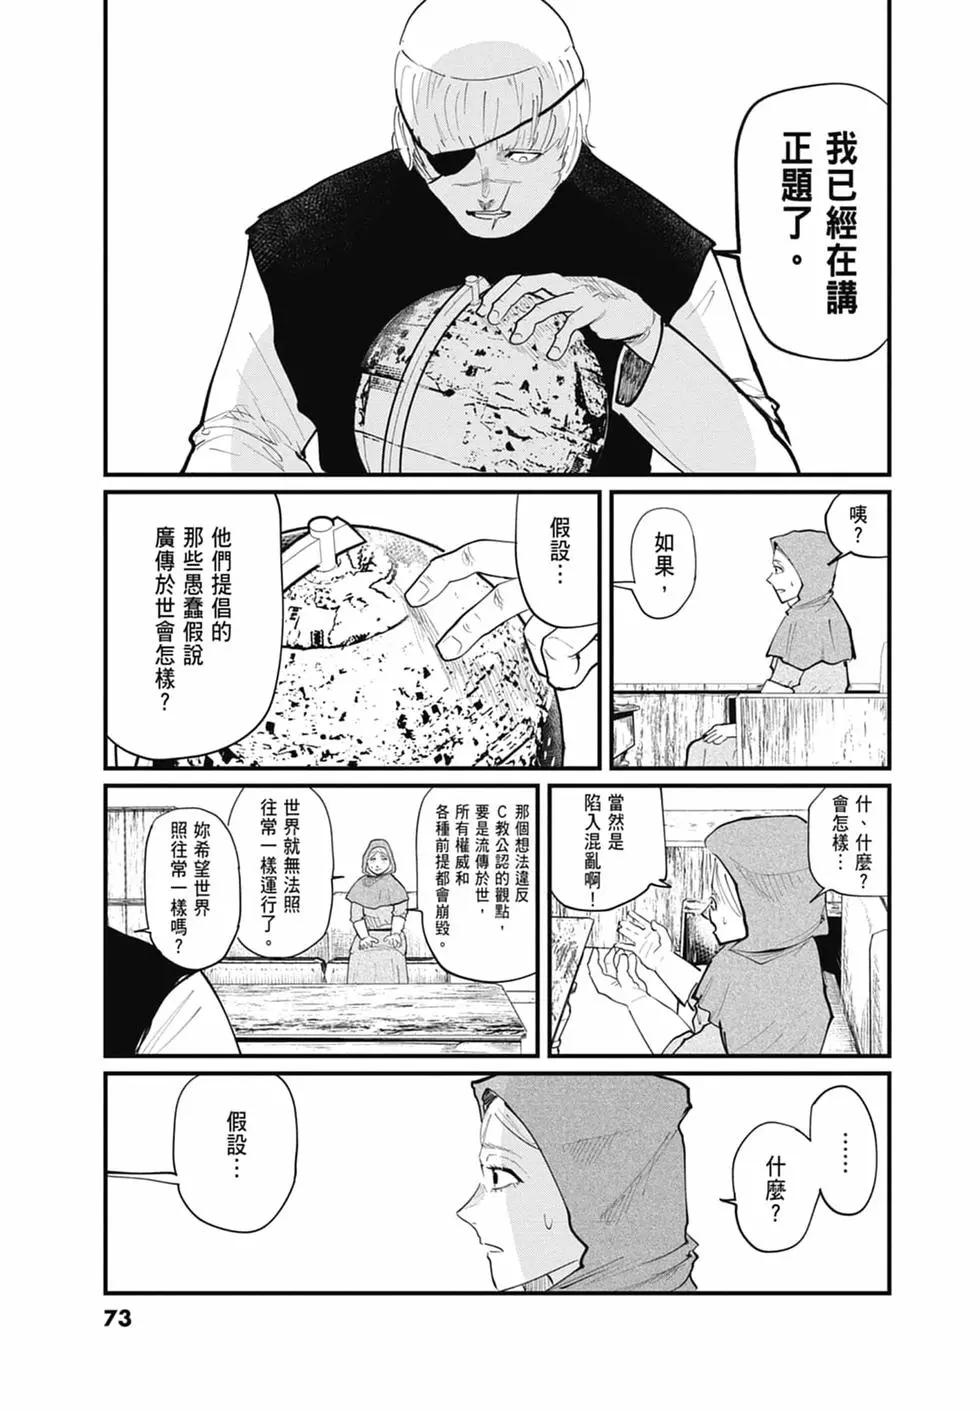 我已經在講
正題了。
咦?
如果,
假設…
他們提倡的
那些愚蠢假說
廣傳於世會怎樣?
什、什麼?
會怎樣…
當然是
陷入混亂啊!
那個想法違反
C教公認的觀點,
要是流傳於世,
所有權威和
各種前提都會崩毀。
世界就無法照
往常一樣運行了。
妳希望世界
照往常一樣嗎?
……
什麼?
假設…
73